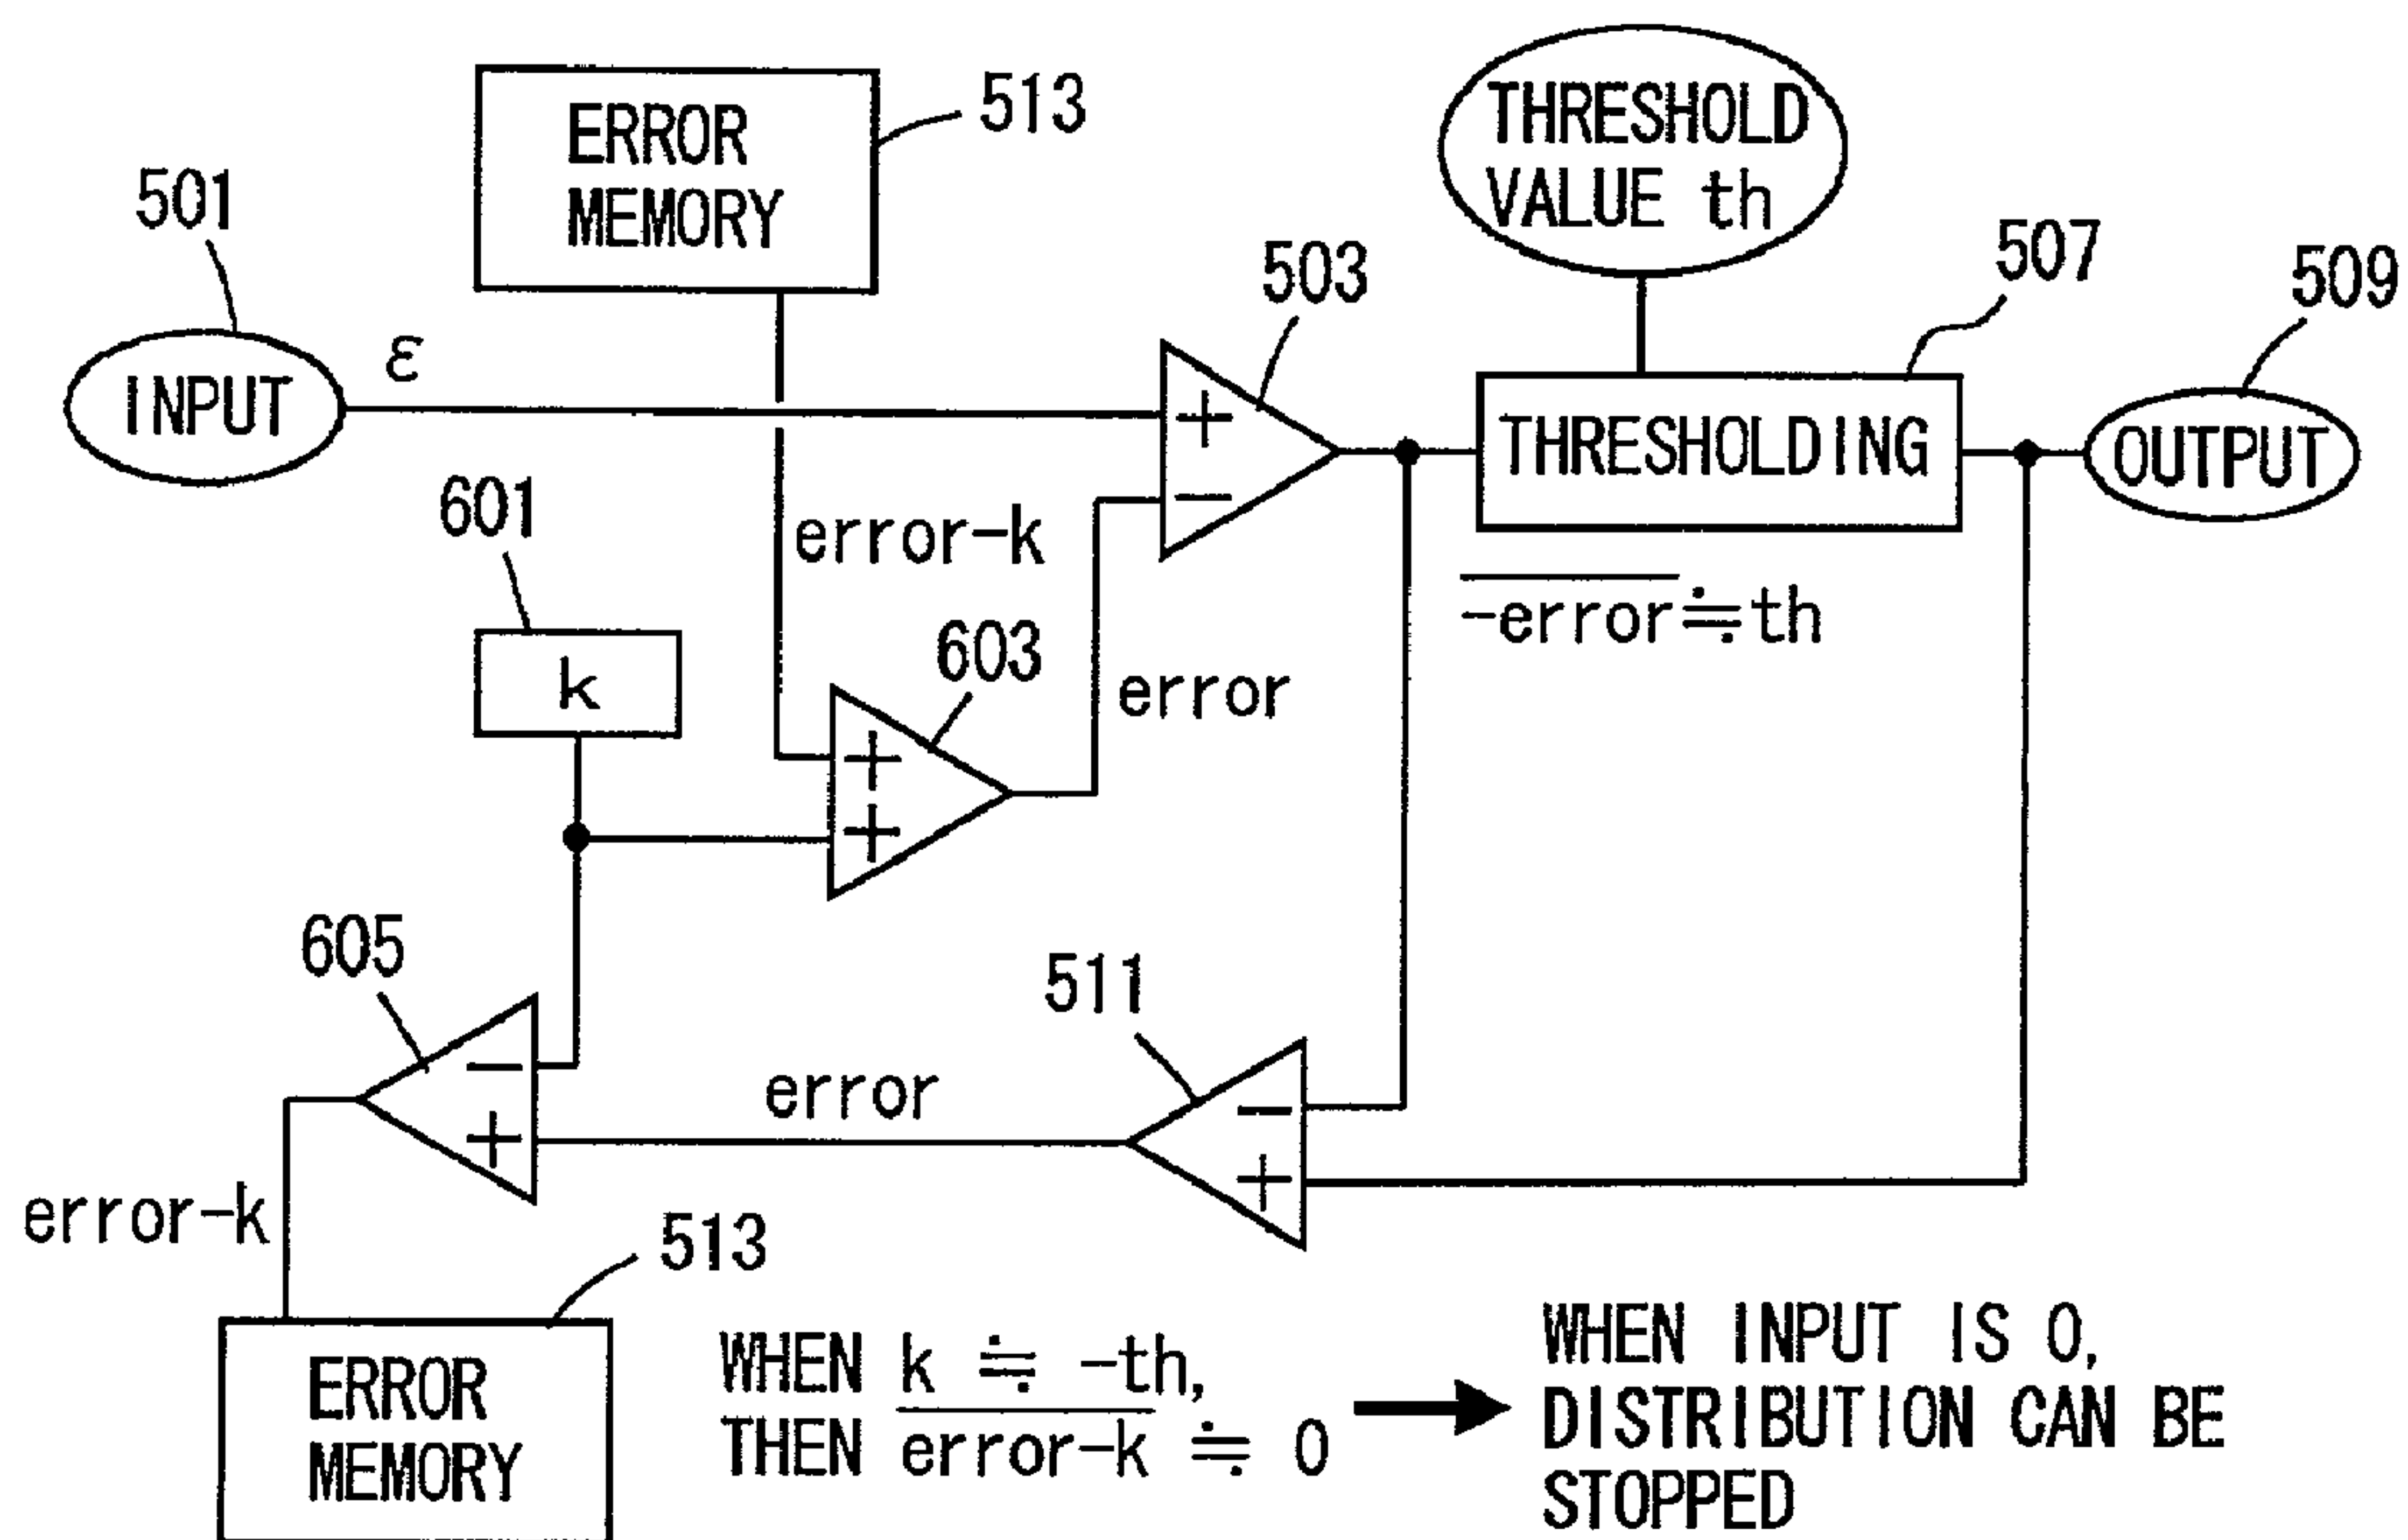 ERROR
MEMORY
513
THRESHOLD
VALUE th
501
INPUT
ε
503
+
−
507
THRESHOLDING
509
OUTPUT
601
k
error-k
603
+
+
error
-error≒th
605
−
+
error
511
−
+
error-k
513
ERROR
MEMORY
WHEN k ≒ -th,
THEN error-k ≒ 0
WHEN INPUT IS 0,
DISTRIBUTION CAN BE
STOPPED